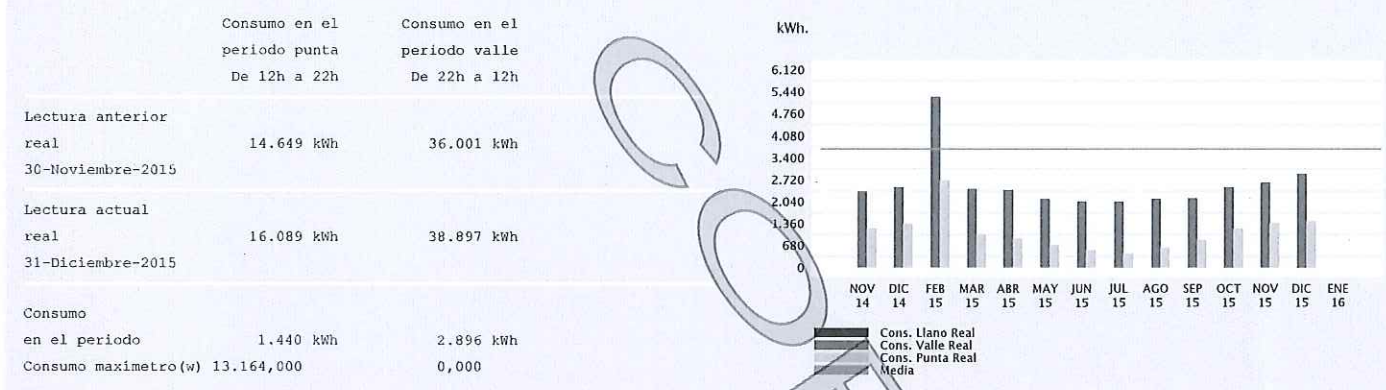 Consumo en el Consumo en el
periodo punta periodo valle
De 12h a 22h De 22h a 12h
Lectura anterior
real 14.649 kWh 36.001 kWh
30-Noviembre-2015
Lectura actual
real 16.089 kWh 38.897 kWh
31-Diciembre-2015
Consumo
en el periodo 1.440 kWh 2.896 kWh
Consumo maxímetro(w) 13.164,000 0,000
kWh.
6.120
5.440
4.760
4.080
3.400
2.720
2.040
1.360
680
0
NOV DIC FEB MAR ABR MAY JUN JUL AGO SEP OCT NOV DIC ENE
14 14 15 15 15 15 15 15 15 15 15 15 15 16
Cons. Llano Real
Cons. Valle Real
Cons. Punta Real
Media